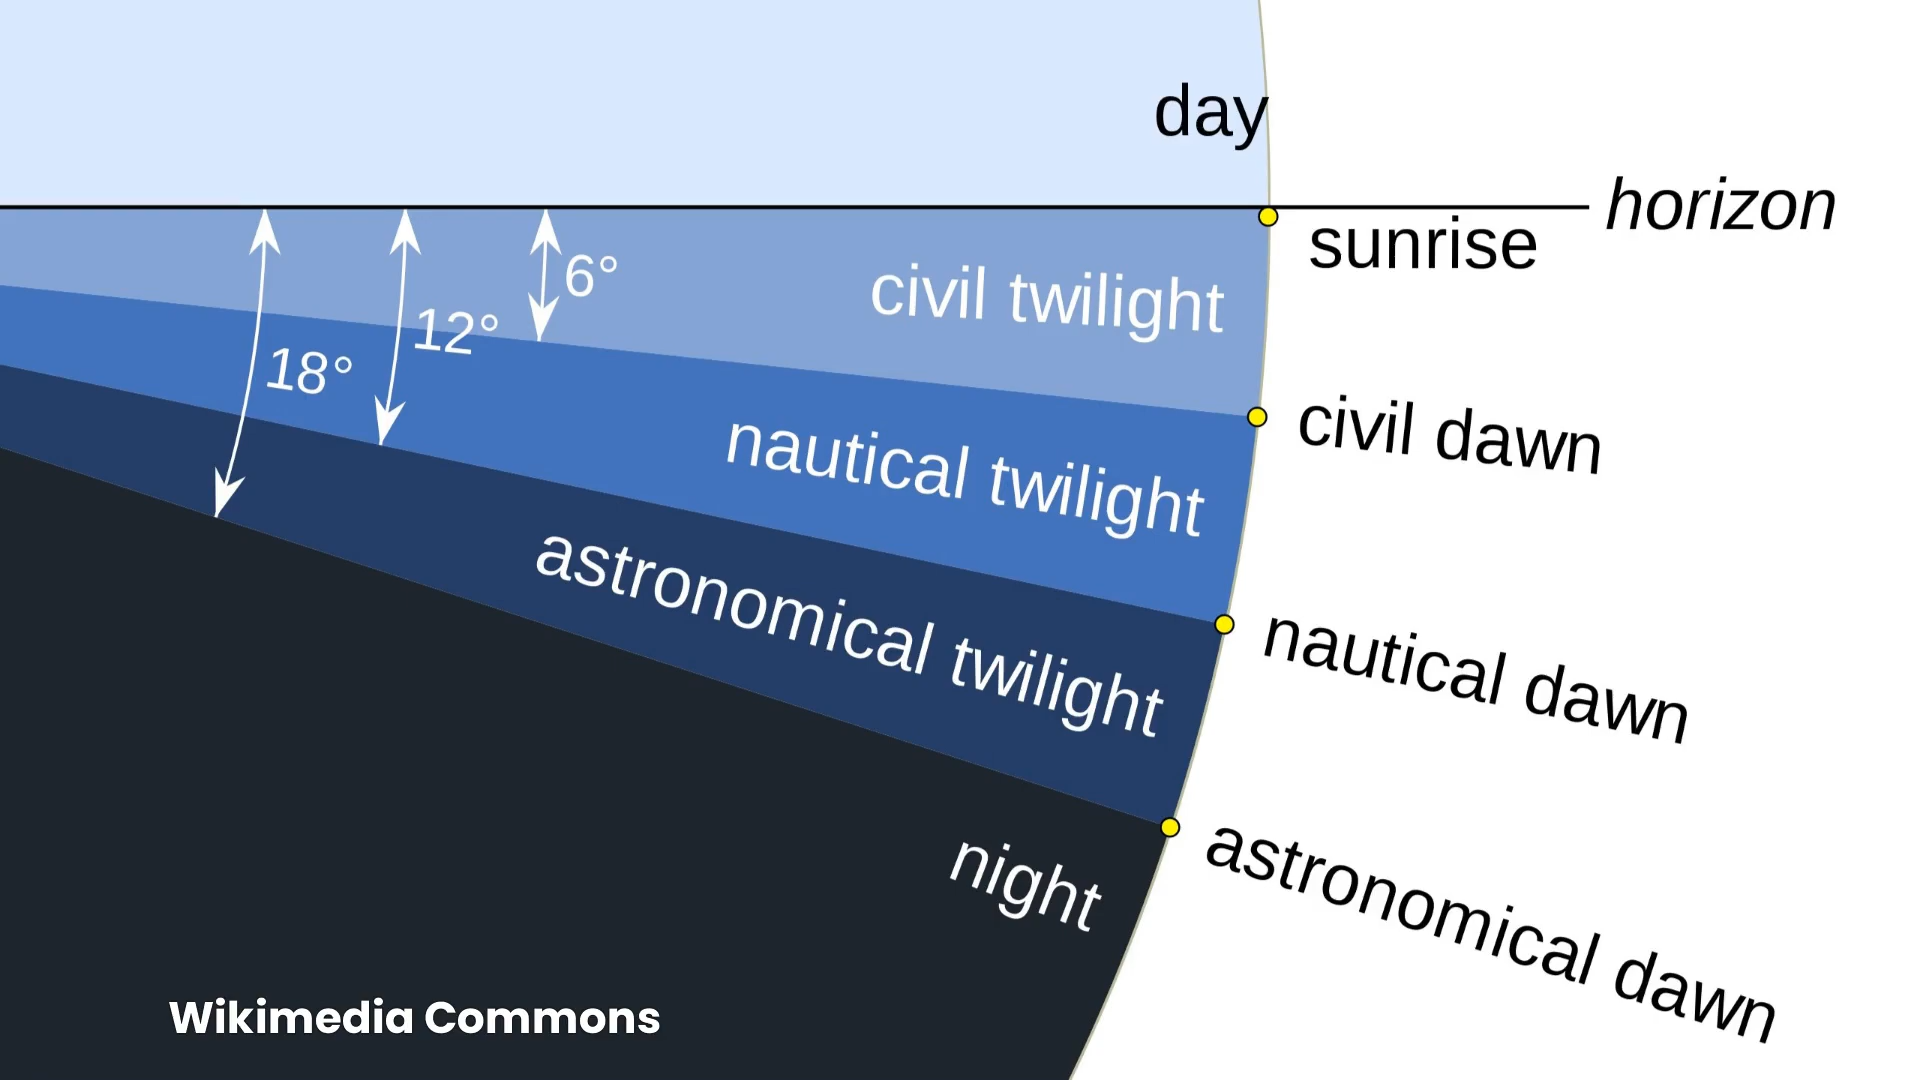 day
horizon
sunrise
6°
civil twilight
12°
18°
civil dawn
nautical twilight
astronomical twilight
nautical dawn
night
astronomical dawn
Wikimedia Commons